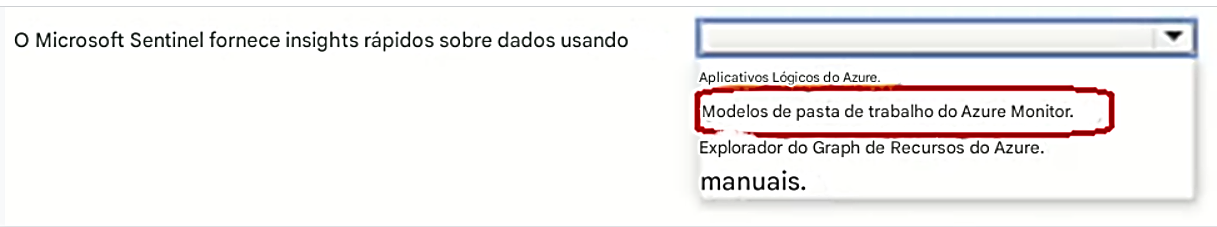 O Microsoft Sentinel fornece insights rápidos sobre dados usando
Aplicativos Lógicos do Azure.
Modelos de pasta de trabalho do Azure Monitor.
Explorador do Graph de Recursos do Azure.
manuais.